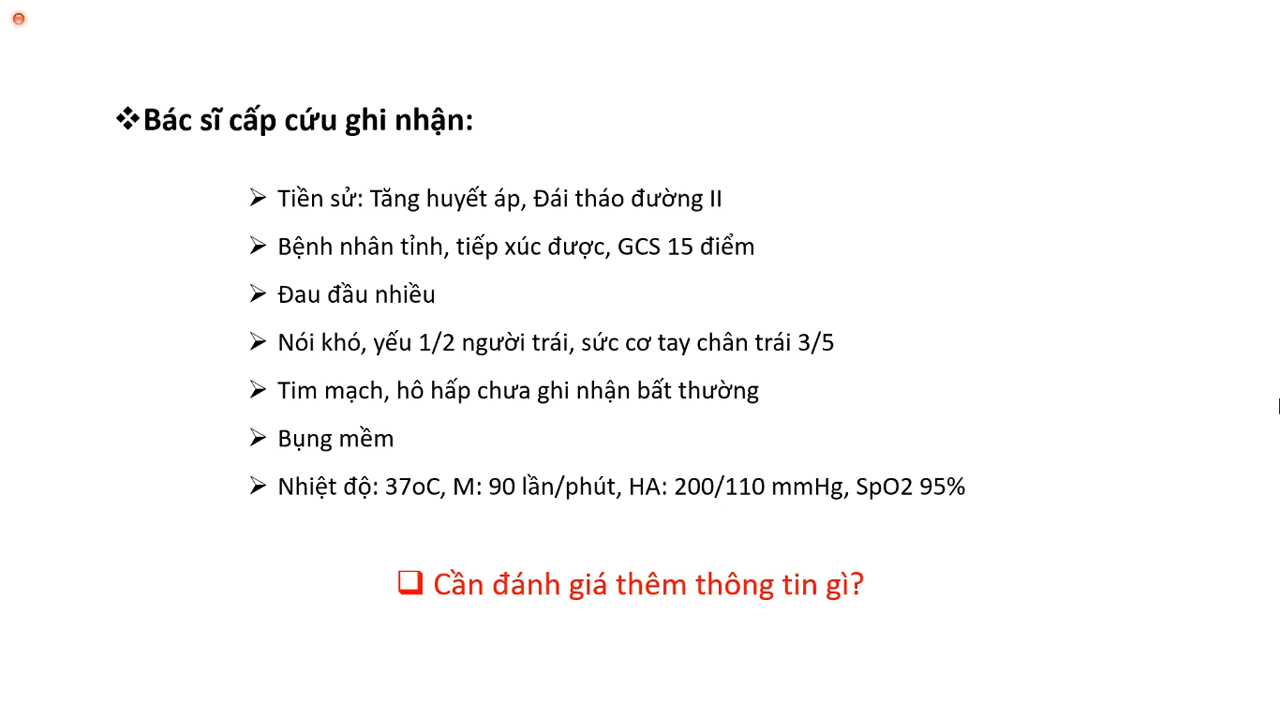 Bác sĩ cấp cứu ghi nhận:
Tiền sử: Tăng huyết áp, Đái tháo đường II
Bệnh nhân tỉnh, tiếp xúc được, GCS 15 điểm
Đau đầu nhiều
Nói khó, yếu 1/2 người trái, sức cơ tay chân trái 3/5
Tim mạch, hô hấp chưa ghi nhận bất thường
Bụng mềm
Nhiệt độ: 37oC, M: 90 lần/phút, HA: 200/110 mmHg, SpO2 95%
Cần đánh giá thêm thông tin gì?